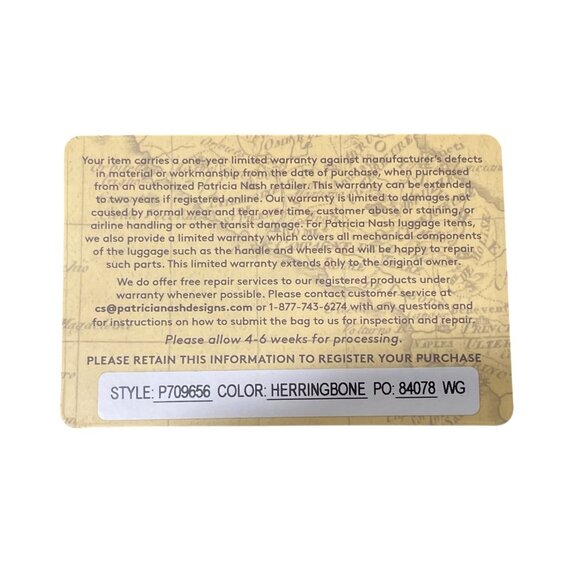 Your item carries a one-year limited warranty against manufacturer's defects
in material or workmanship from the date of purchase, when purchased
from an authorized Patricia Nash retailer. This warranty can be extended
to two years if registered online. Our warranty is limited to damages not
caused by normal wear and tear over time, customer abuse or staining, or
airline handling or other transit damage. For Patricia Nash luggage items,
we also provide a limited warranty which covers all mechanical components
of the luggage such as the handle and wheels and will be happy to repair
such parts. This limited warranty extends only to the original owner.
We do offer free repair services to our registered products under
warranty whenever possible. Please contact customer service at
cs@patricianashdesigns.com or 1-877-743-6274 with any questions and
for instructions on how to submit the bag to us for inspection and repair.
Please allow 4-6 weeks for processing.
PLEASE RETAIN THIS INFORMATION TO REGISTER YOUR PURCHASE
STYLE: P709656 COLOR: HERRINGBONE PO: 84078 WG